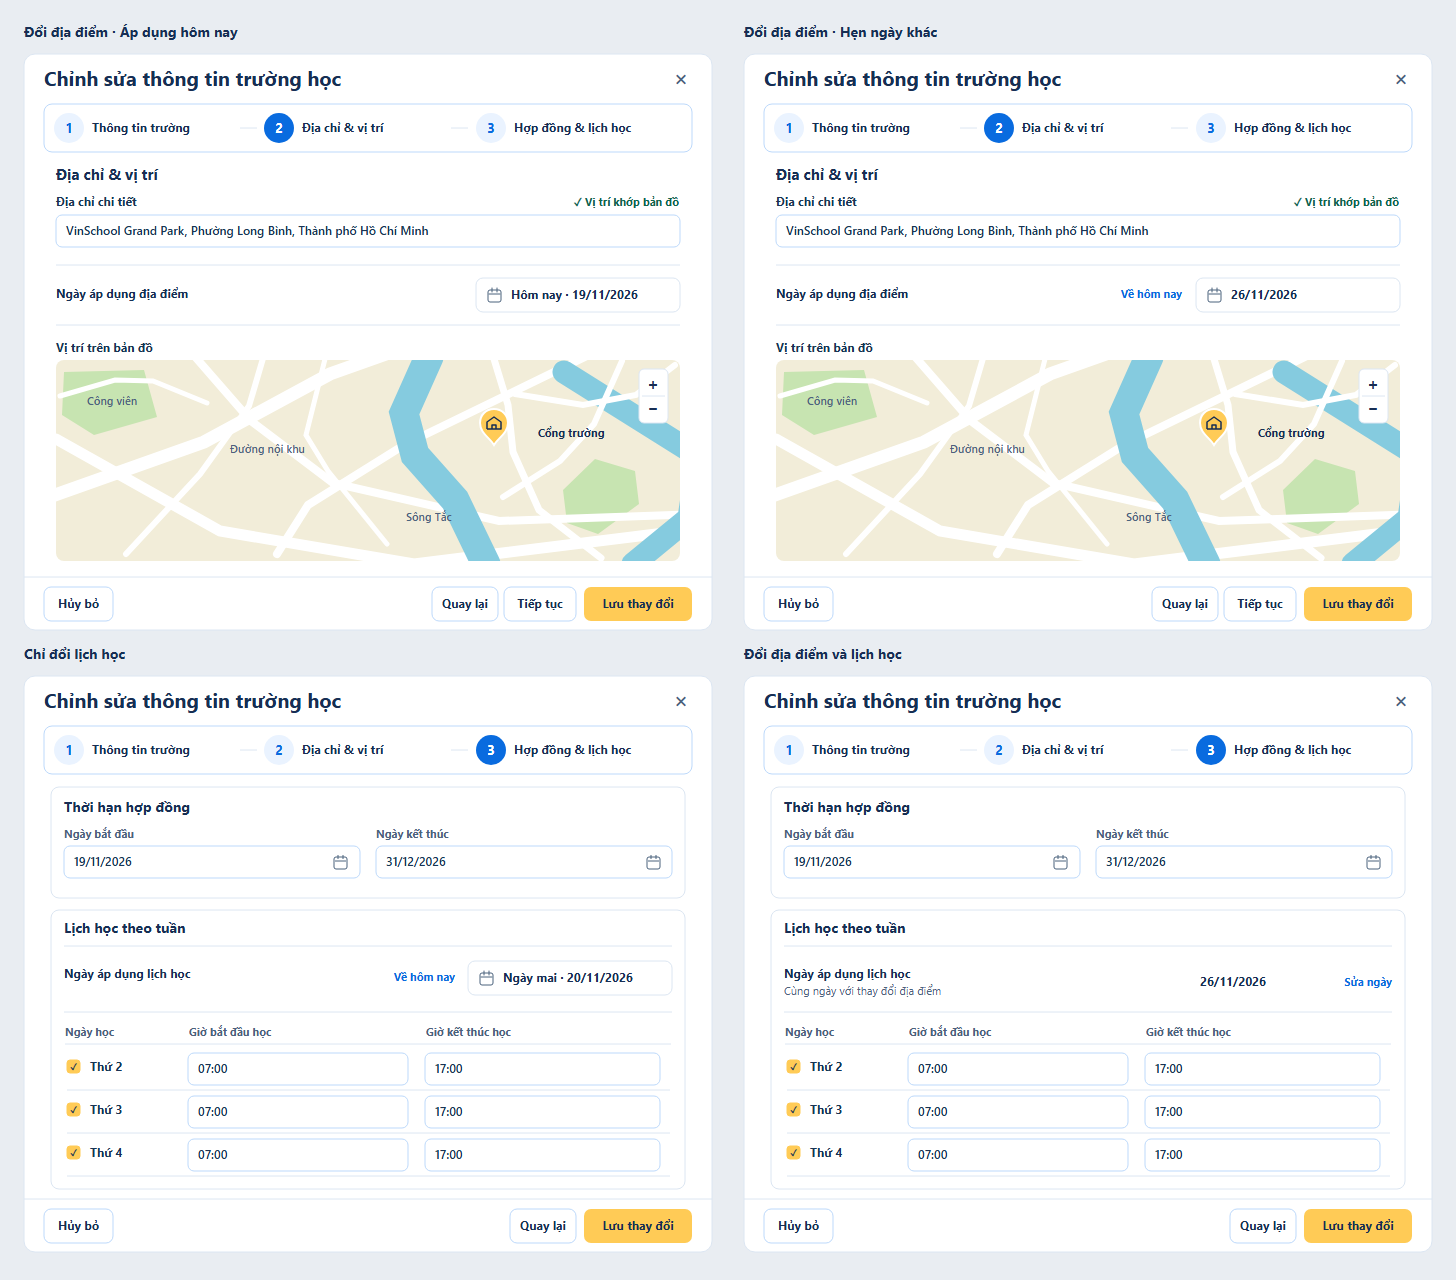 Đổi địa điểm · Áp dụng hôm nay
Chỉnh sửa thông tin trường học
1 Thông tin trường 2 Địa chỉ & vị trí 3 Hợp đồng & lịch học
Địa chỉ & vị trí
Địa chỉ chi tiết ✓ Vị trí khớp bản đồ
VinSchool Grand Park, Phường Long Bình, Thành phố Hồ Chí Minh
Ngày áp dụng địa điểm Hôm nay · 19/11/2026
Vị trí trên bản đồ
+
−
Công viên
Cổng trường
Đường nội khu
Sông Tắc
Hủy bỏ Quay lại Tiếp tục Lưu thay đổi
Đổi địa điểm · Hẹn ngày khác
Chỉnh sửa thông tin trường học
1 Thông tin trường 2 Địa chỉ & vị trí 3 Hợp đồng & lịch học
Địa chỉ & vị trí
Địa chỉ chi tiết ✓ Vị trí khớp bản đồ
VinSchool Grand Park, Phường Long Bình, Thành phố Hồ Chí Minh
Ngày áp dụng địa điểm Về hôm nay 26/11/2026
Vị trí trên bản đồ
+
−
Công viên
Cổng trường
Đường nội khu
Sông Tắc
Hủy bỏ Quay lại Tiếp tục Lưu thay đổi
Chỉ đổi lịch học
Chỉnh sửa thông tin trường học
1 Thông tin trường 2 Địa chỉ & vị trí 3 Hợp đồng & lịch học
Thời hạn hợp đồng
Ngày bắt đầu Ngày kết thúc
19/11/2026 31/12/2026
Lịch học theo tuần
Ngày áp dụng lịch học Về hôm nay Ngày mai · 20/11/2026
Ngày học Giờ bắt đầu học Giờ kết thúc học
Thứ 2 07:00 17:00
Thứ 3 07:00 17:00
Thứ 4 07:00 17:00
Hủy bỏ Quay lại Lưu thay đổi
Đổi địa điểm và lịch học
Chỉnh sửa thông tin trường học
1 Thông tin trường 2 Địa chỉ & vị trí 3 Hợp đồng & lịch học
Thời hạn hợp đồng
Ngày bắt đầu Ngày kết thúc
19/11/2026 31/12/2026
Lịch học theo tuần
Ngày áp dụng lịch học 26/11/2026 Sửa ngày
Cùng ngày với thay đổi địa điểm
Ngày học Giờ bắt đầu học Giờ kết thúc học
Thứ 2 07:00 17:00
Thứ 3 07:00 17:00
Thứ 4 07:00 17:00
Hủy bỏ Quay lại Lưu thay đổi